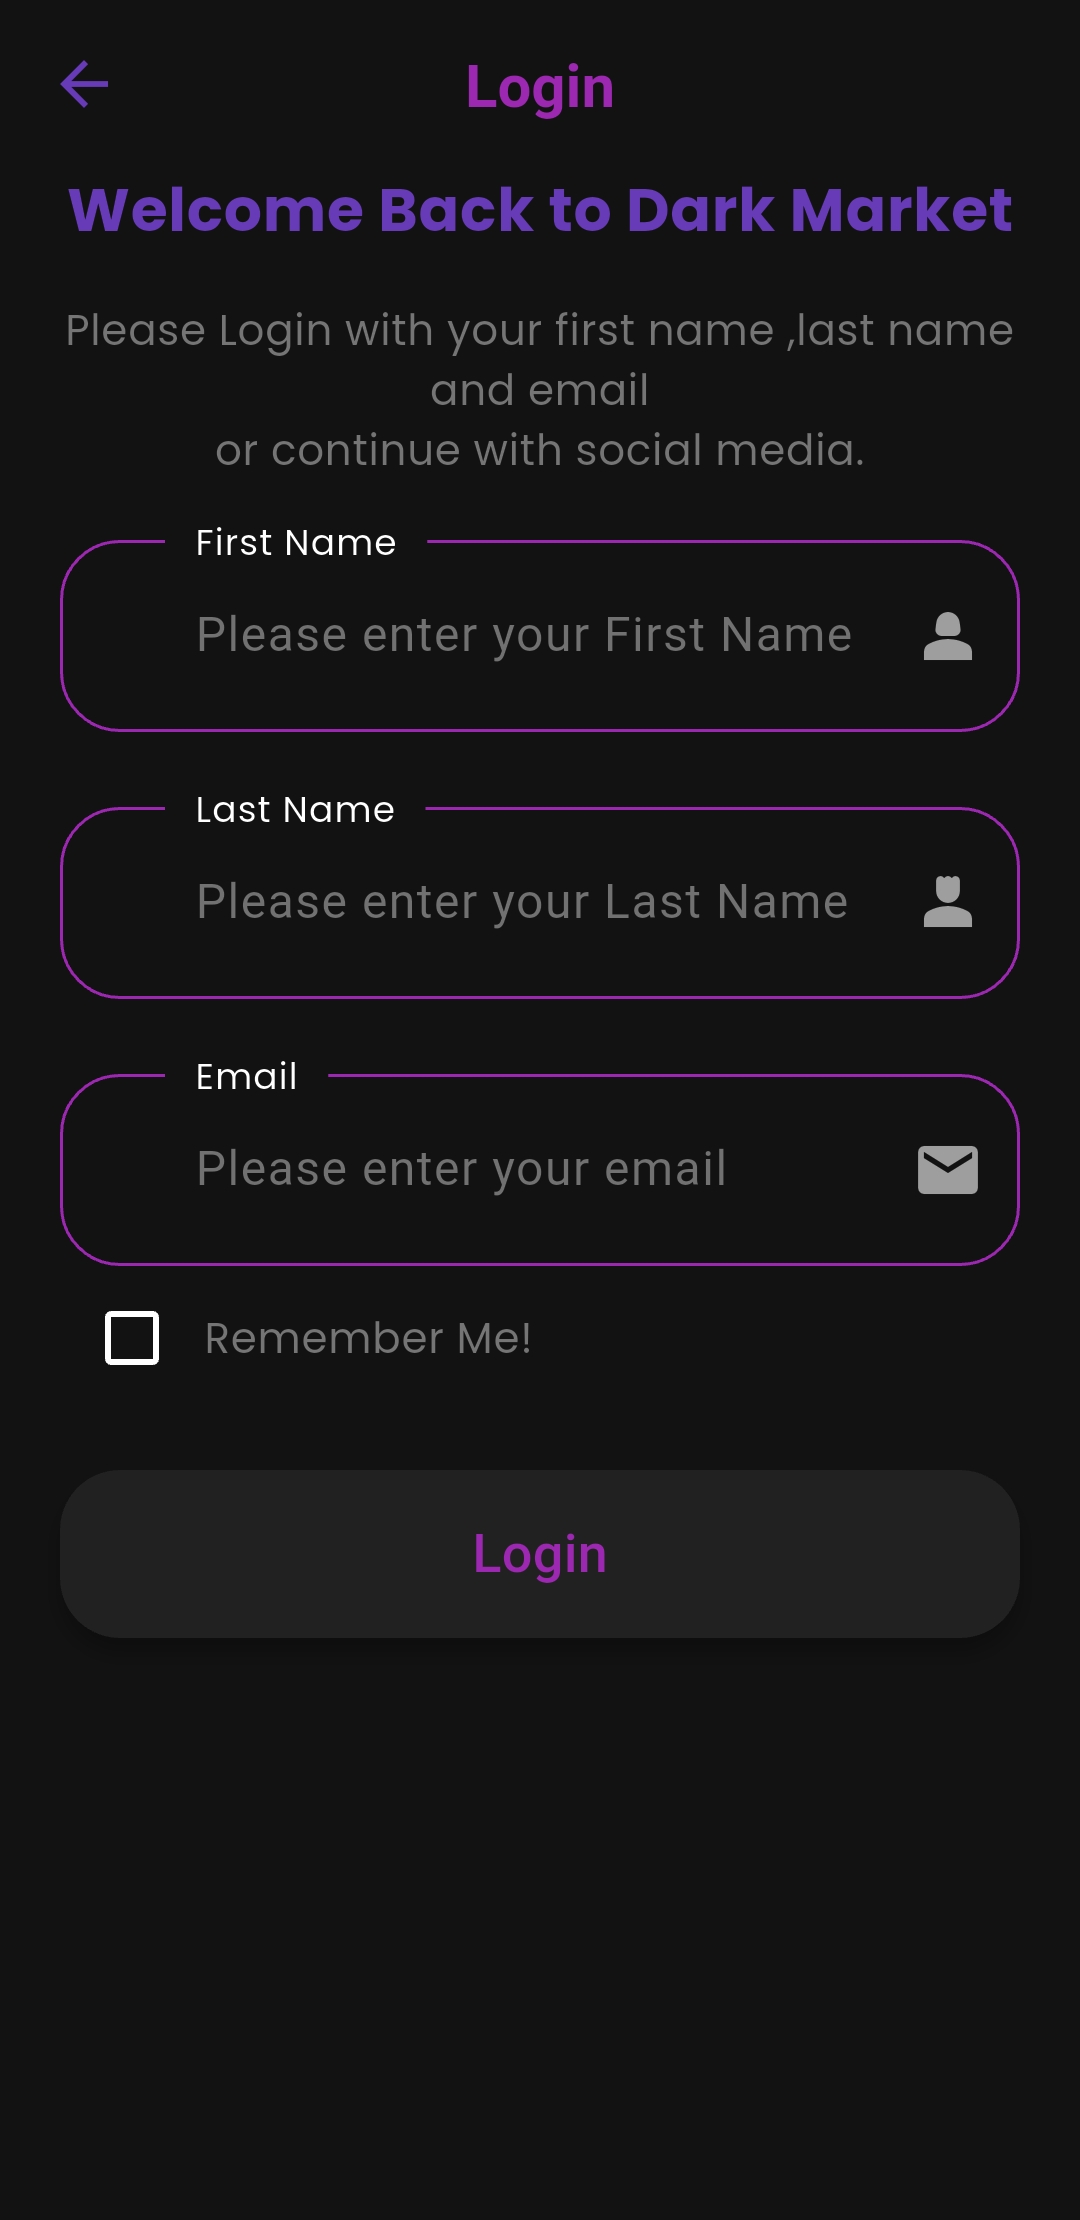 Login
Welcome Back to Dark Market
Please Login with your first name ,last name
and email
or continue with social media.
First Name
Please enter your First Name
Last Name
Please enter your Last Name
Email
Please enter your email
Remember Me!
Login